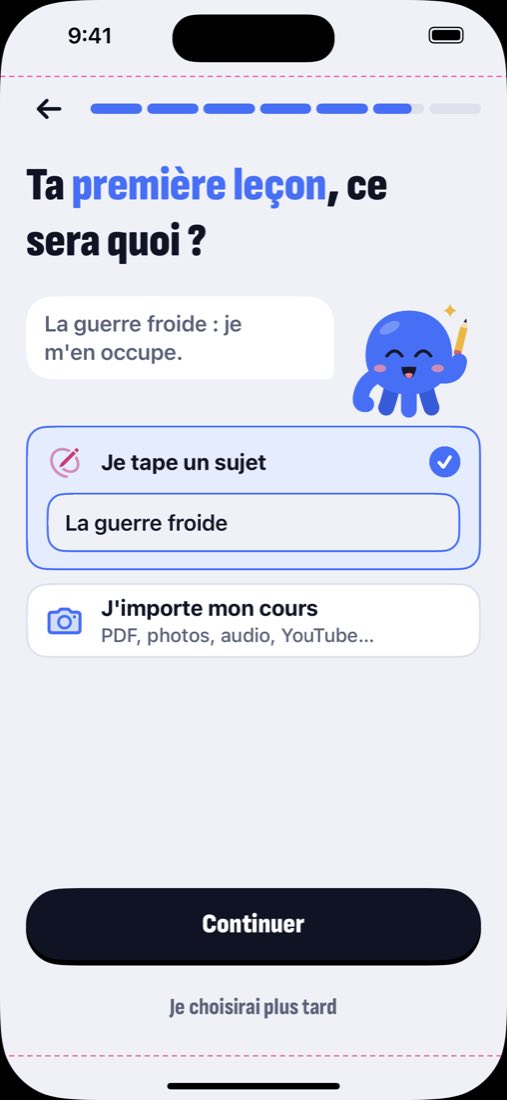 9:41
Ta première leçon, ce
sera quoi ?
La guerre froide : je
m'en occupe.
Je tape un sujet
La guerre froide
J'importe mon cours
PDF, photos, audio, YouTube...
Continuer
Je choisirai plus tard